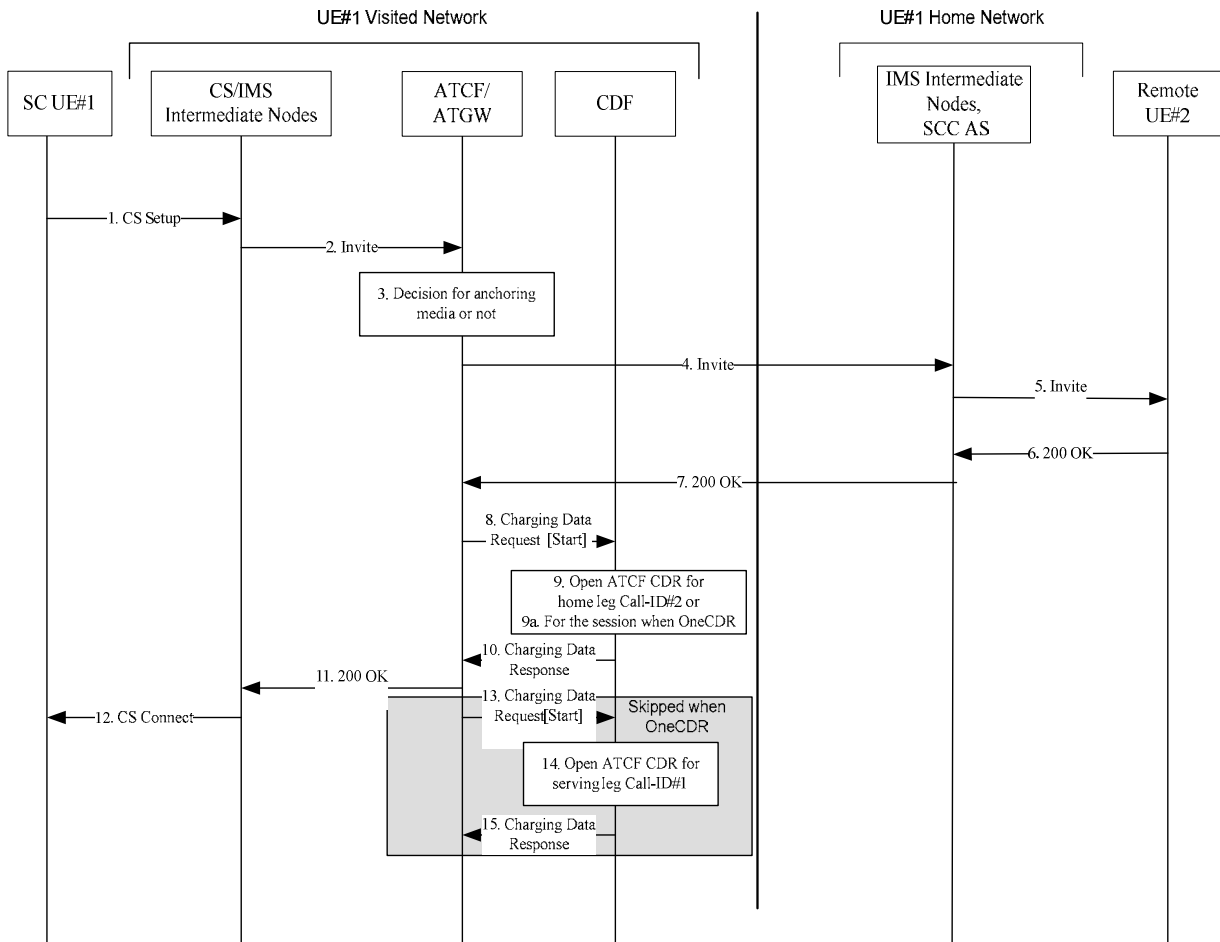 UE#1 Visited Network
UE#1 Home Network
SC UE#1
CS/IMS
Intermediate Nodes
ATCF/
ATGW
CDF
IMS Intermediate
Nodes,
SCC AS
Remote
UE#2
1. CS Setup
2. Invite
3. Decision for anchoring
media or not
4. Invite
5. Invite
6. 200 OK
7. 200 OK
8. Charging Data
Request [Start]
9. Open ATCF CDR for
home leg Call-ID#2 or
9a. For the session when OneCDR
10. Charging Data
Response
11. 200 OK
12. CS Connect
13. Charging Data
Request[Start]
Skipped when
OneCDR
14. Open ATCF CDR for
serving leg Call-ID#1
15. Charging Data
Response